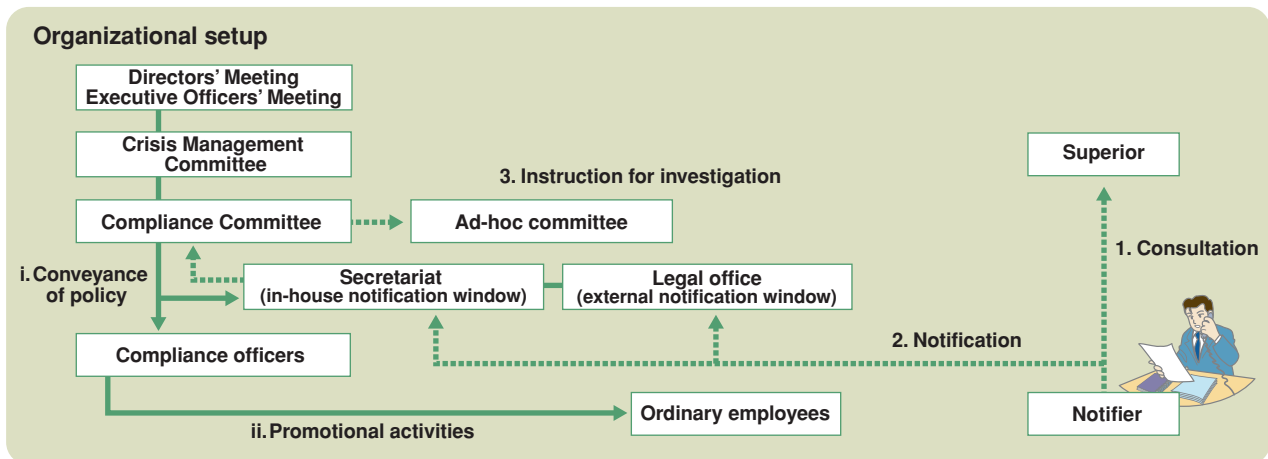 Organizational setup
Directors' Meeting
Executive Officers' Meeting
Crisis Management
Committee
Superior
3. Instruction for investigation
Compliance Committee
Ad-hoc committee
1. Consultation
i. Conveyance
of policy
Secretariat
(in-house notification window)
Legal office
(external notification window)
2. Notification
Compliance officers
Ordinary employees
Notifier
ii. Promotional activities